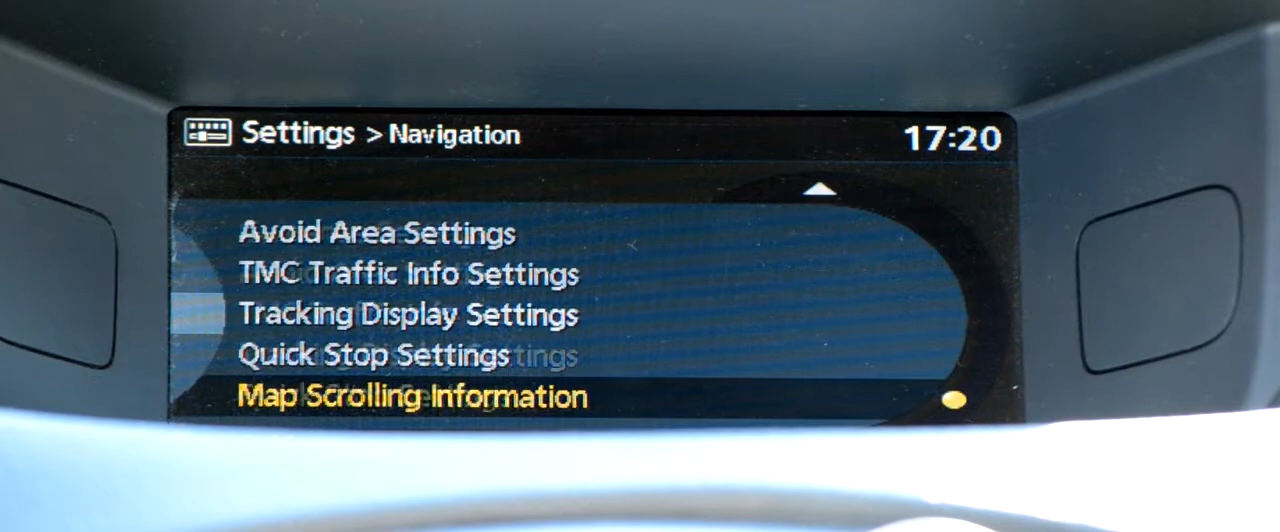 Settings > Navigation
17:20
Avoid Area Settings
TMC Traffic Info Settings
Tracking Display Settings
Quick Stop Settings
Map Scrolling Information